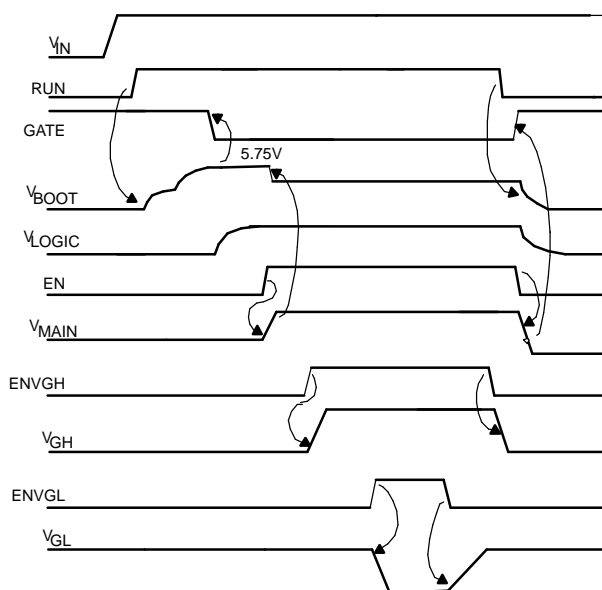 VIN
RUN
GATE
5.75V
VBOOT
VLOGIC
EN
VMAIN
ENVGH
VGH
ENVGL
VGL